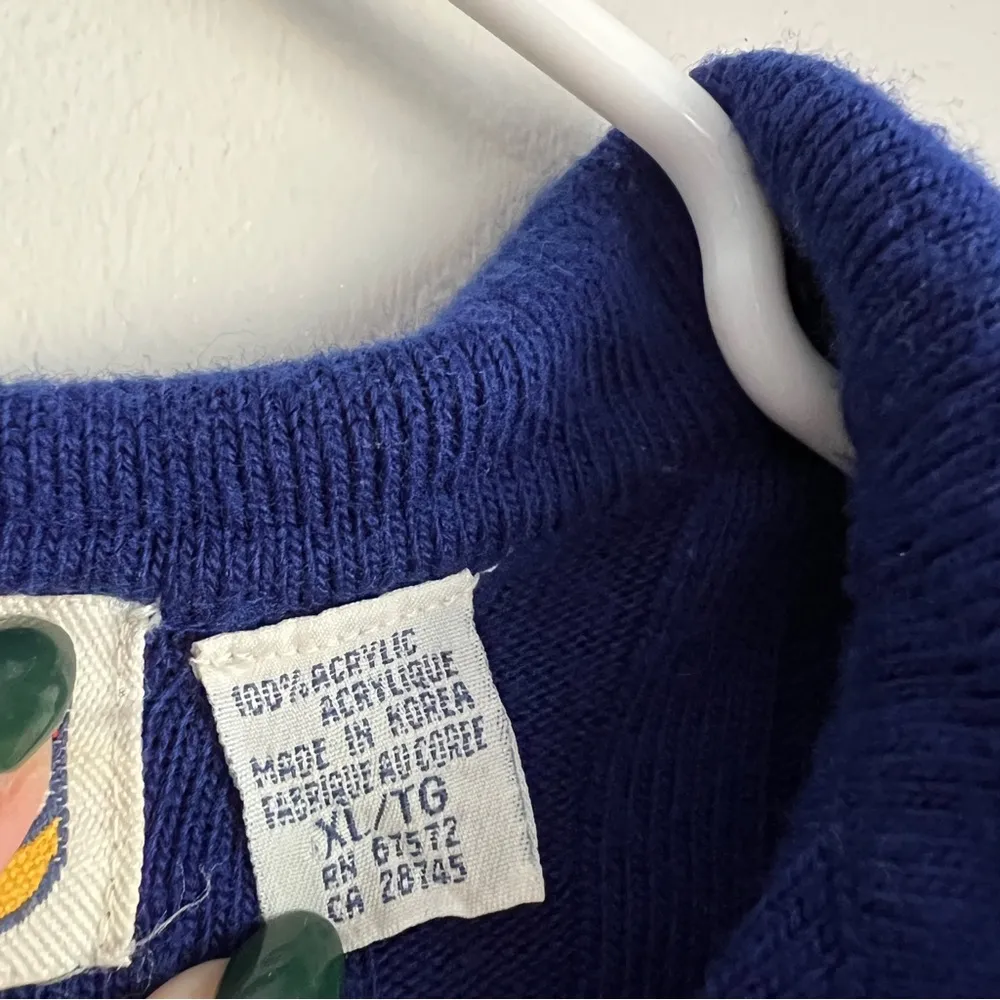 100% ACRYLIC
ACRYLIQUE
MADE IN KOREA
FABRIQUE AU COREE
XL/TG
RN 67572
CA 28745